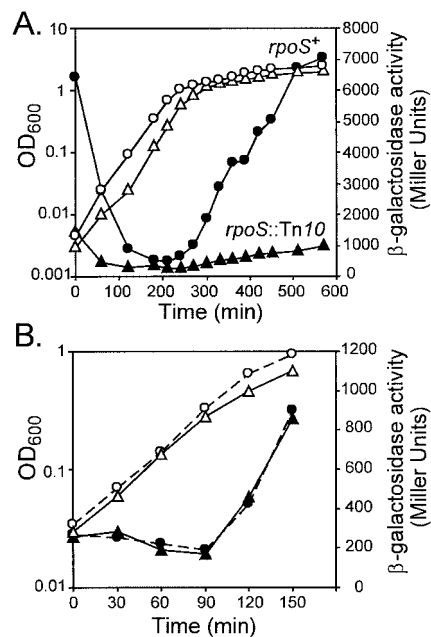 A.
rpoS+
rpoS::Tn10
OD600
10
1
0.1
0.01
0.001
8000
7000
6000
5000
4000
3000
2000
1000
0
β-galactosidase activity
(Miller Units)
0 100 200 300 400 500 600
Time (min)
B.
OD600
1
0.1
0.01
1200
1000
800
600
400
200
0
β-galactosidase activity
(Miller Units)
0 30 60 90 120 150
Time (min)